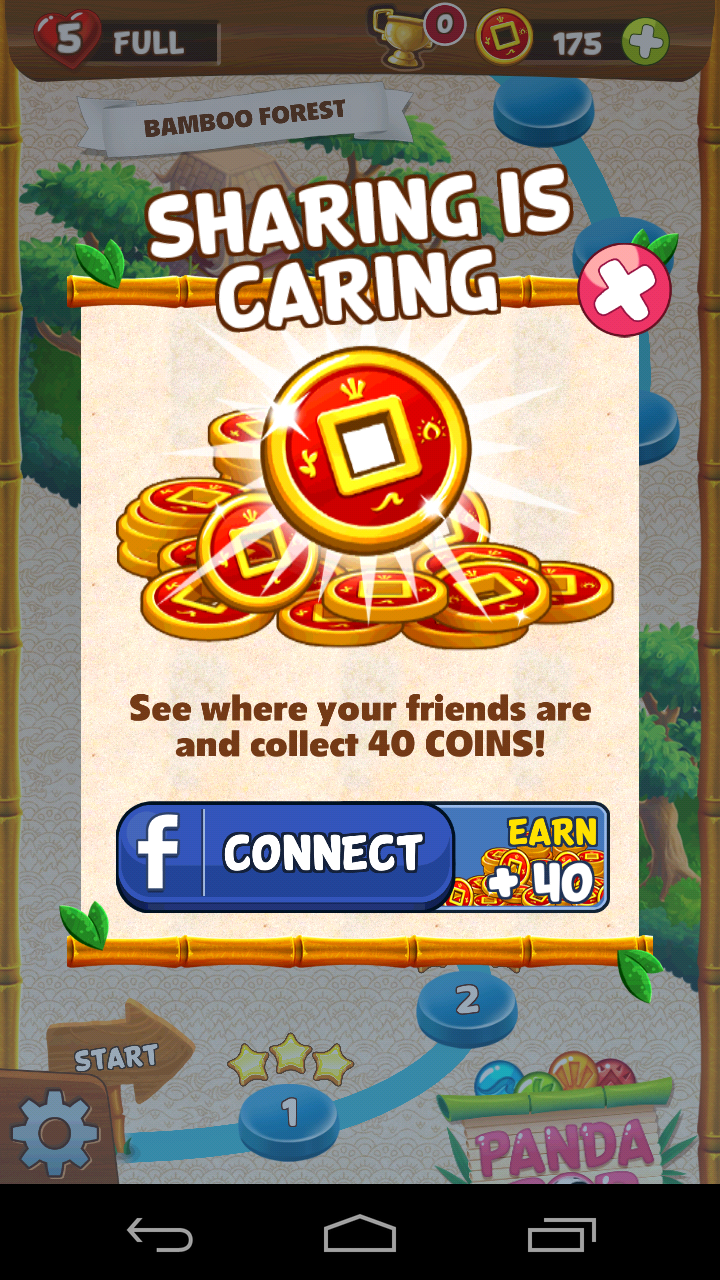 5 FULL 0 175
BAMBOO FOREST
SHARING IS
CARING
See where your friends are
and collect 40 COINS!
f CONNECT EARN
+ 40
2
START
1
PANDA
POP